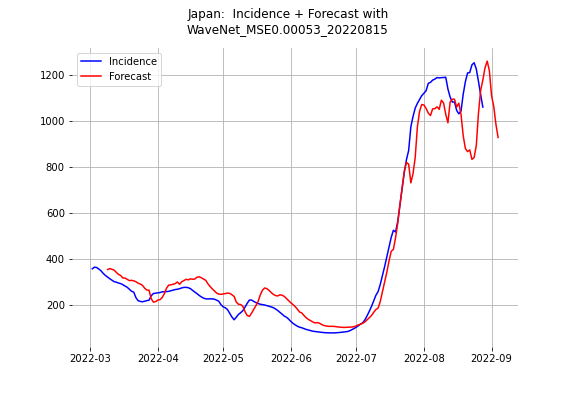 Japan: Incidence + Forecast with
WaveNet_MSE0.00053_20220815
Incidence
Forecast
1200
1000
800
600
400
200
2022-03 2022-04 2022-05 2022-06 2022-07 2022-08 2022-09